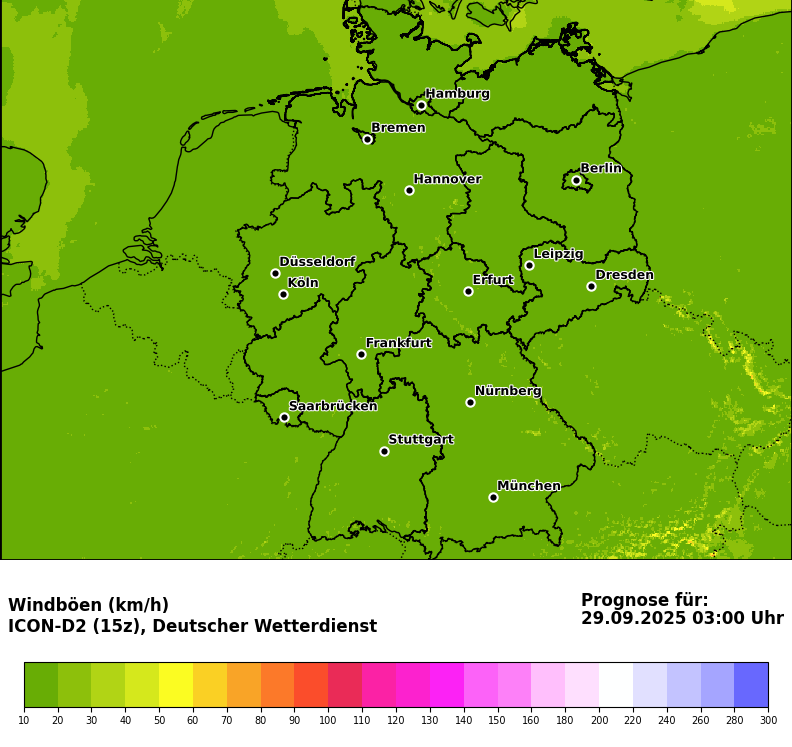 Hamburg
Bremen
Berlin
Hannover
Leipzig
Düsseldorf
Dresden
Köln
Erfurt
Frankfurt
Nürnberg
Saarbrücken
Stuttgart
München
Windböen (km/h)
ICON-D2 (15z), Deutscher Wetterdienst
Prognose für:
29.09.2025 03:00 Uhr
10 20 30 40 50 60 70 80 90 100 110 120 130 140 150 160 180 200 220 240 260 280 300